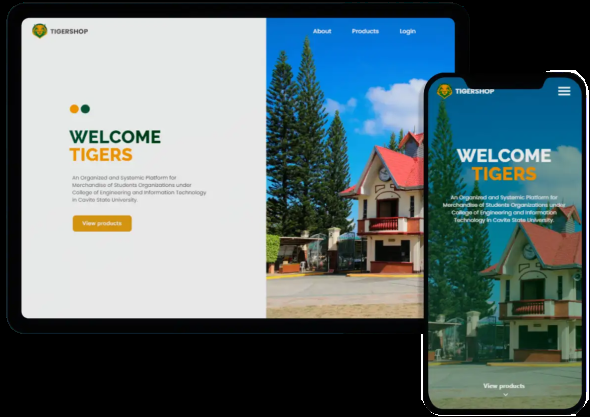 TIGERSHOP
About Products Login
WELCOME
TIGERS
An Organized and Systemic Platform for
Merchandise of Students Organizations under
College of Engineering and Information Technology
in Cavite State University.
View products
TIGERSHOP
WELCOME
TIGERS
An Organized and Systemic Platform for
Merchandise of Students Organizations under
College of Engineering and Information
Technology in Cavite State University.
View products